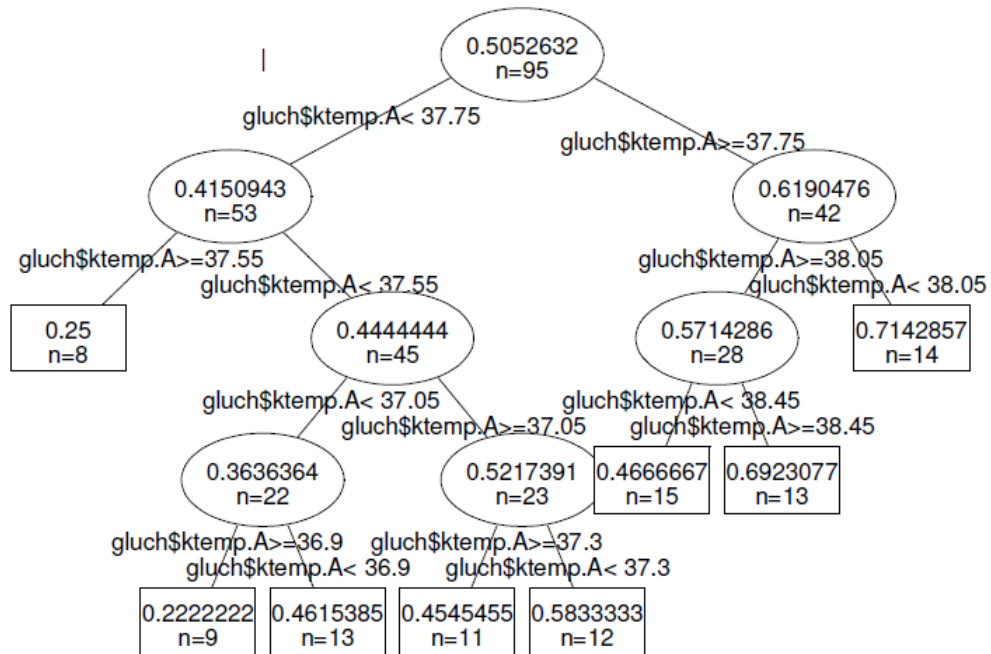 0.5052632
n=95
gluch$ktemp.A< 37.75
gluch$ktemp.A>=37.75
0.4150943
n=53
0.6190476
n=42
gluch$ktemp.A>=37.55
gluch$ktemp.A< 37.55
gluch$ktemp.A>=38.05
gluch$ktemp.A< 38.05
0.25
n=8
0.4444444
n=45
0.5714286
n=28
0.7142857
n=14
gluch$ktemp.A< 37.05
gluch$ktemp.A>=37.05
gluch$ktemp.A< 38.45
gluch$ktemp.A>=38.45
0.3636364
n=22
0.5217391
n=23
0.4666667
n=15
0.6923077
n=13
gluch$ktemp.A>=36.9
gluch$ktemp.A< 36.9
gluch$ktemp.A>=37.3
gluch$ktemp.A< 37.3
0.2222222
n=9
0.4615385
n=13
0.4545455
n=11
0.5833333
n=12